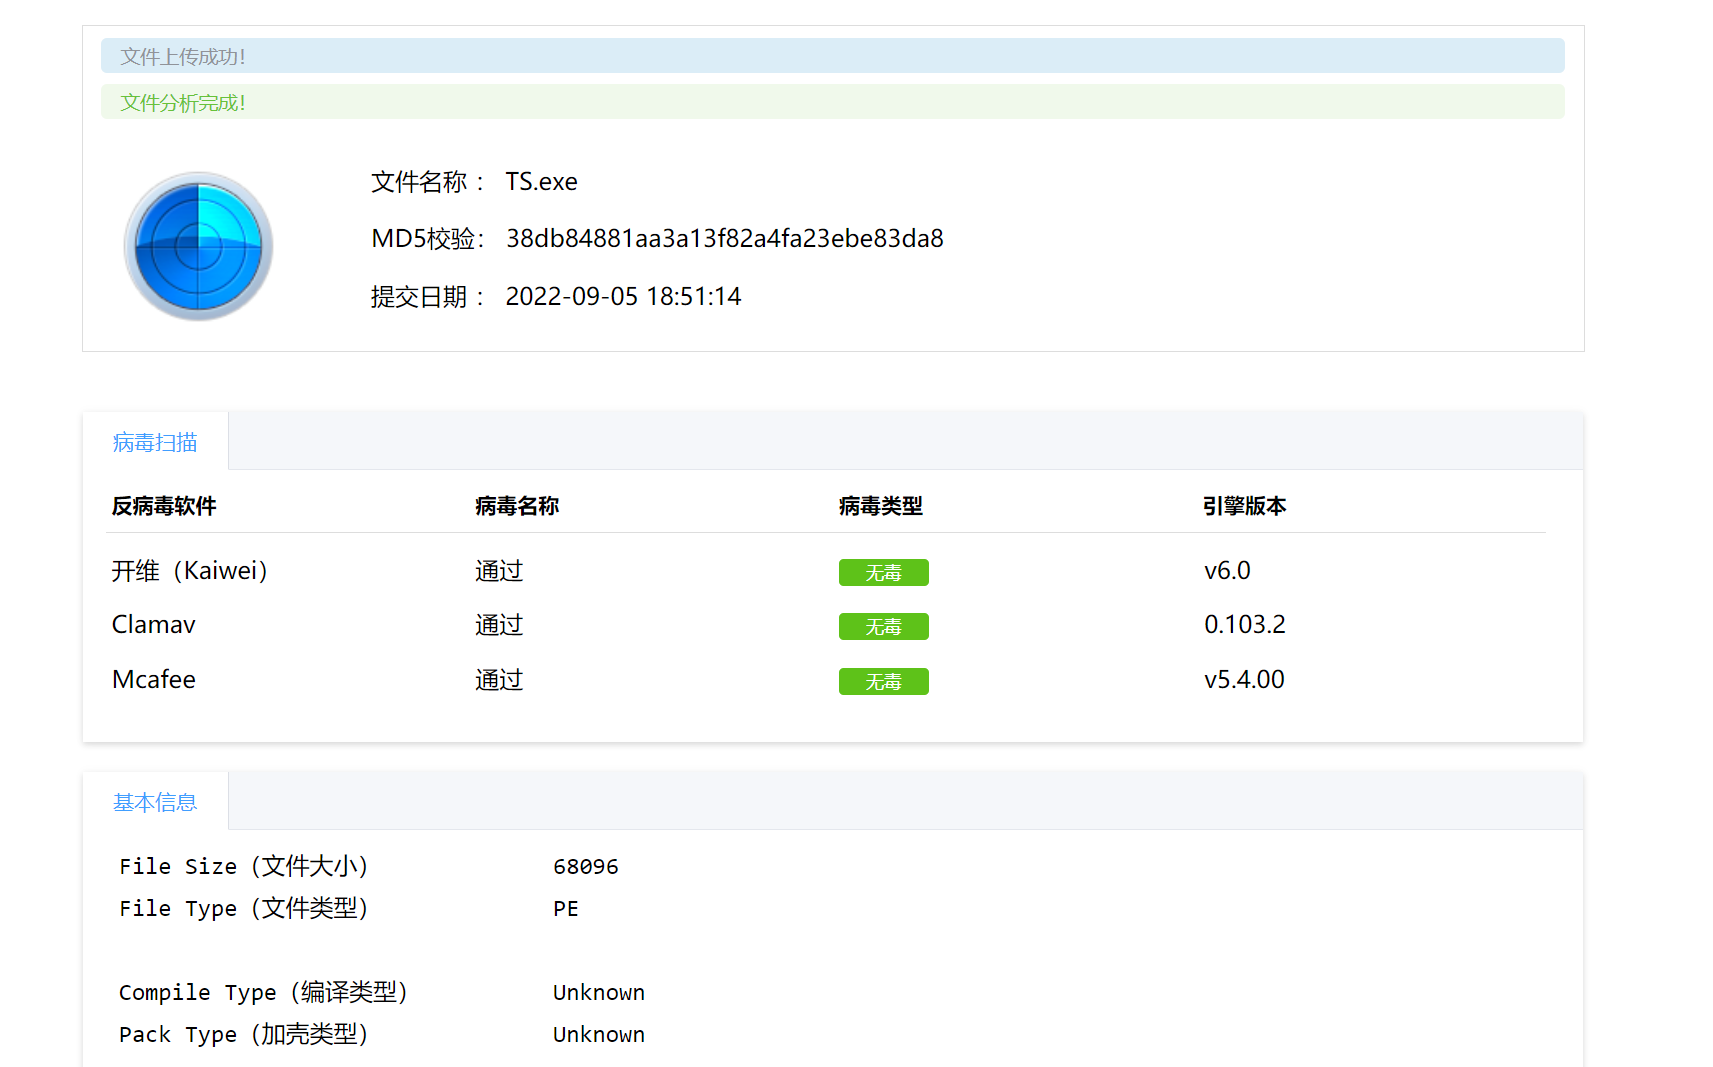 文件上传成功!
文件分析完成!
文件名称： TS.exe
MD5校验： 38db84881aa3a13f82a4fa23ebe83da8
提交日期： 2022-09-05 18:51:14
病毒扫描
反病毒软件 病毒名称 病毒类型 引擎版本
开维（Kaiwei） 通过 无毒 v6.0
Clamav 通过 无毒 0.103.2
Mcafee 通过 无毒 v5.4.00
基本信息
File Size（文件大小） 68096
File Type（文件类型） PE
Compile Type（编译类型） Unknown
Pack Type（加壳类型） Unknown